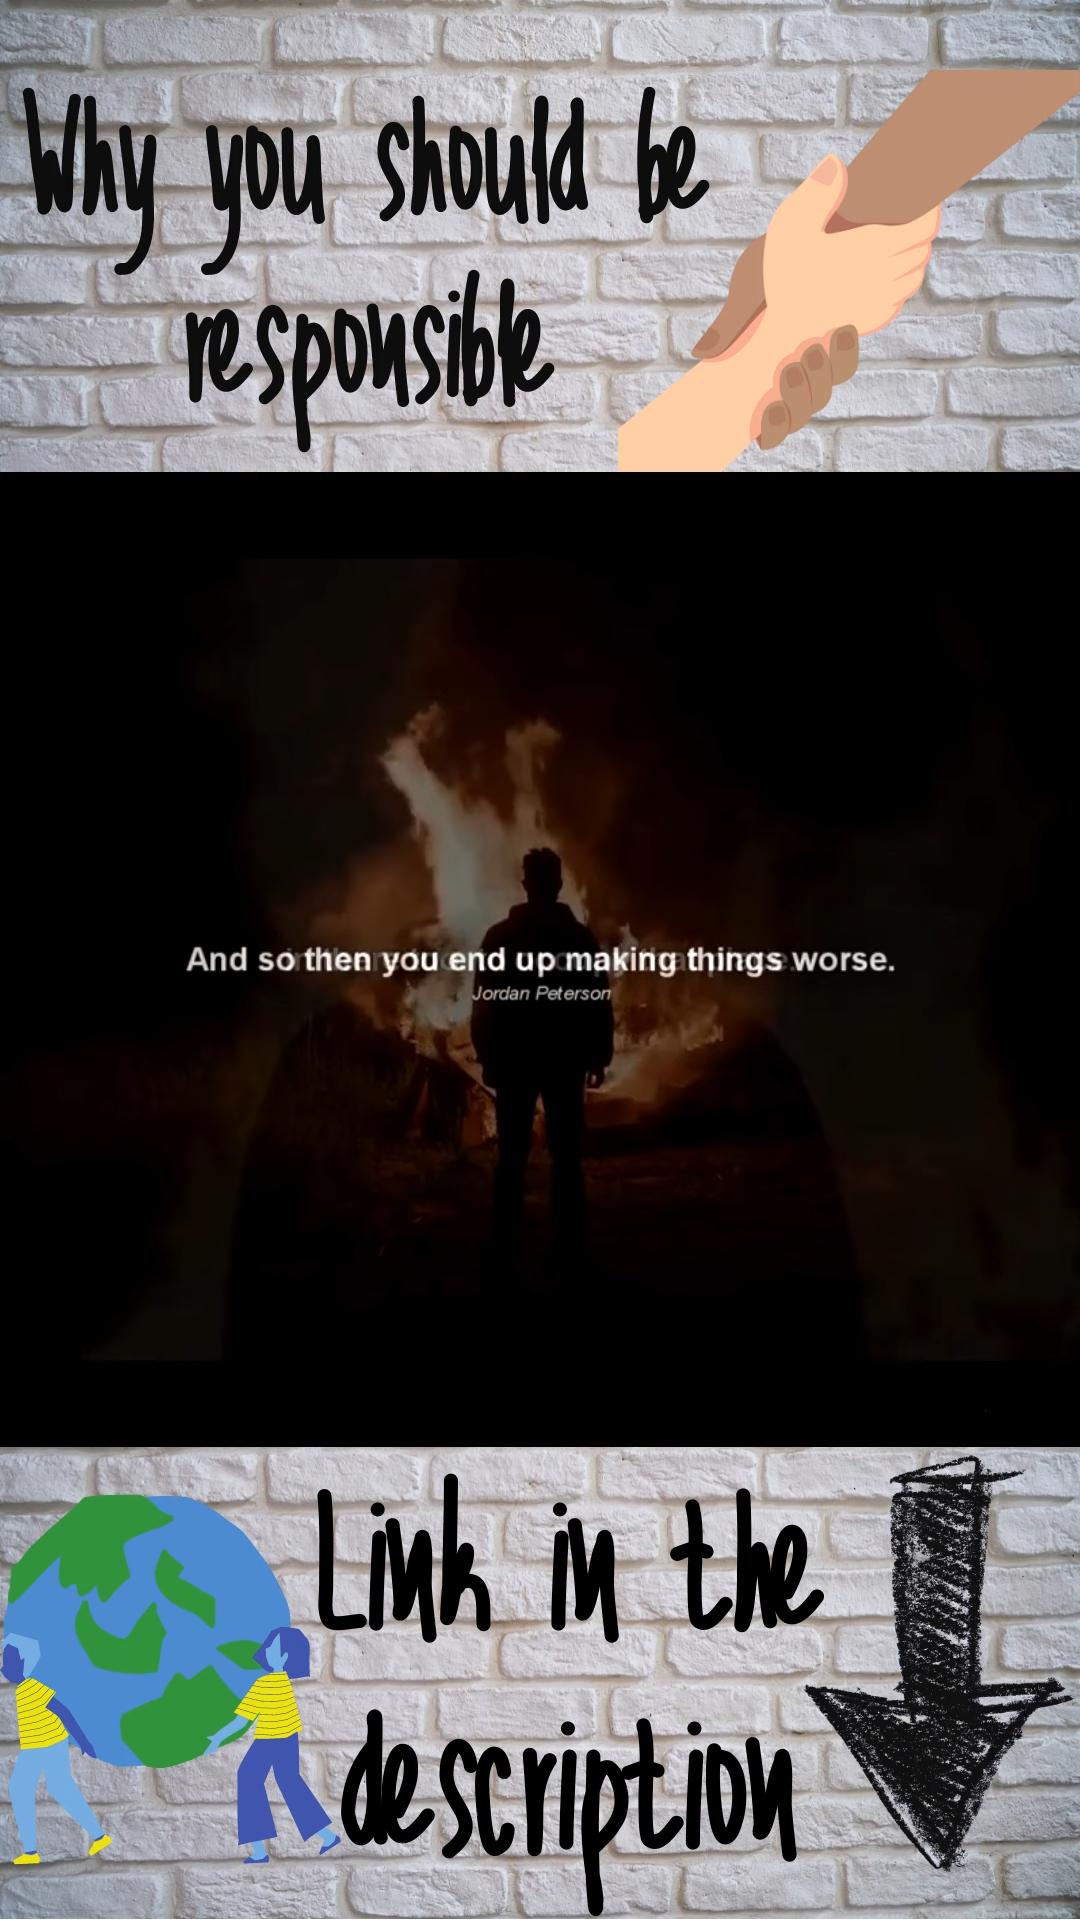 Why you should be
responsible
And so then you end up making things worse.
Jordan Peterson
Link in the
description